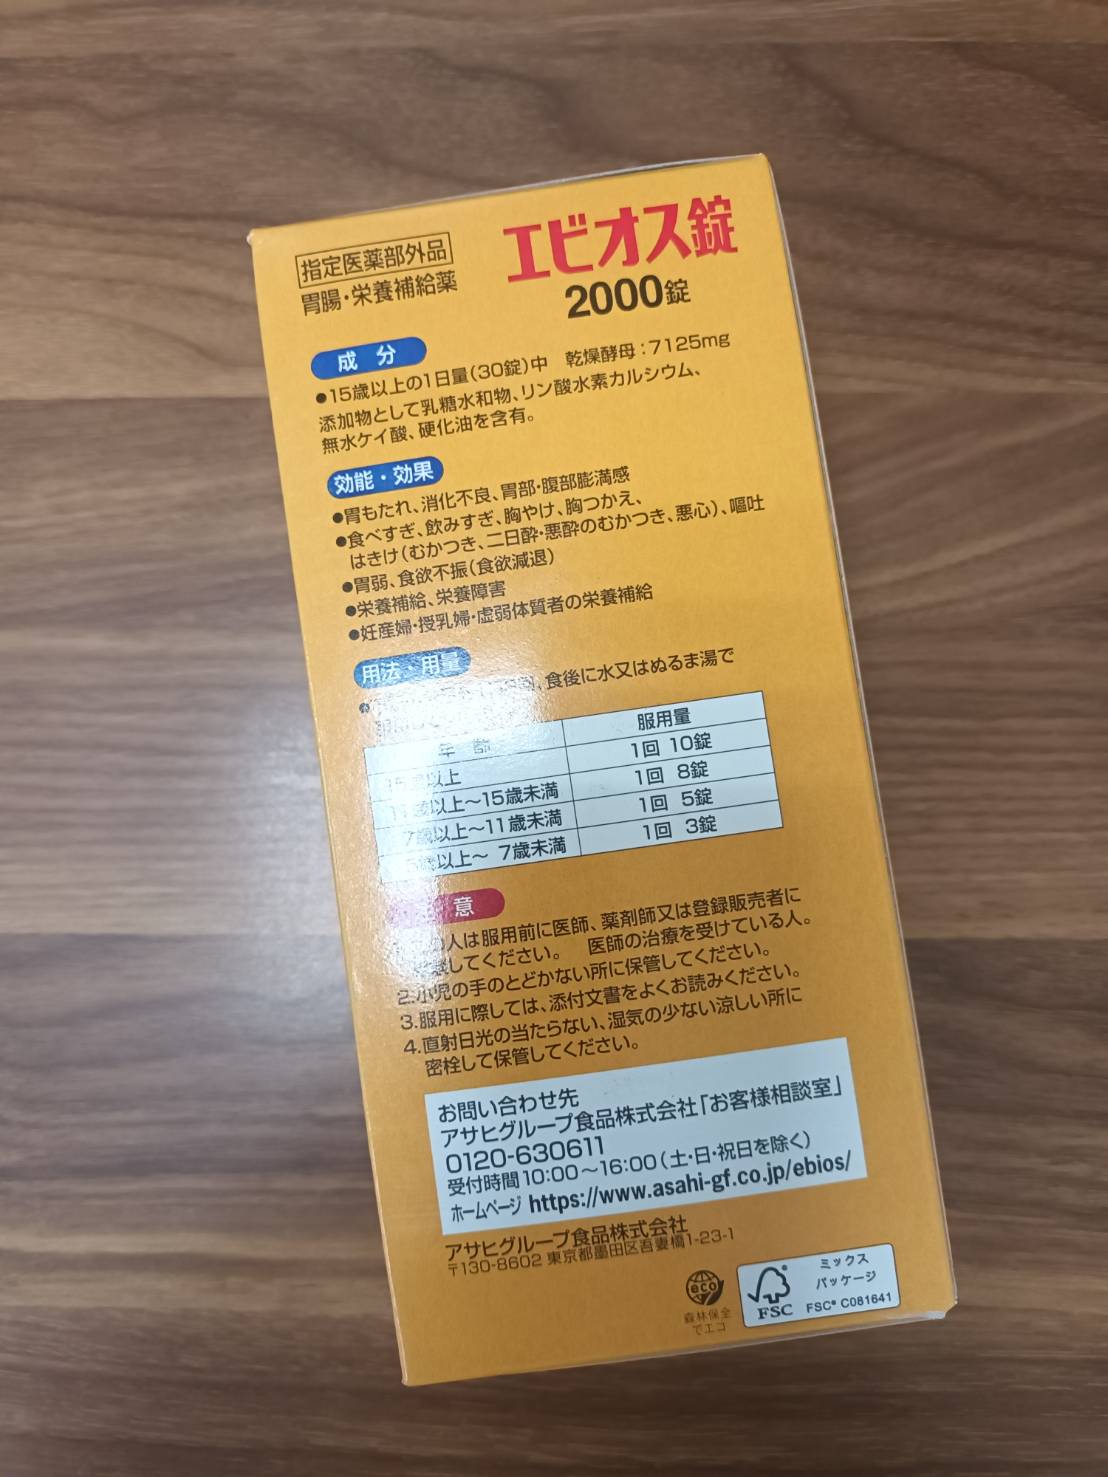 指定医薬部外品
胃腸・栄養補給薬
エビオス錠
2000錠
成 分
●15歳以上の1日量(30錠)中 乾燥酵母:7125mg
添加物として乳糖水和物、リン酸水素カルシウム、
無水ケイ酸、硬化油を含有。
効能・効果
●胃もたれ、消化不良、胃部・腹部膨満感
●食べすぎ、飲みすぎ、胸やけ、胸つかえ、
はきけ(むかつき、二日酔・悪酔のむかつき、悪心)、嘔吐
●胃弱、食欲不振(食欲減退)
●栄養補給、栄養障害
●妊産婦・授乳婦・虚弱体質者の栄養補給
用法・用量
、食後に水又はぬるま湯で
年 齢 服用量
以上 1回 10錠
歳以上～15歳未満 1回 8錠
7歳以上～11歳未満 1回 5錠
歳以上～ 7歳未満 1回 3錠
意
の人は服用前に医師、薬剤師又は登録販売者に
してください。 医師の治療を受けている人。
2.小児の手のとどかない所に保管してください。
3.服用に際しては、添付文書をよくお読みください。
4.直射日光の当たらない、湿気の少ない涼しい所に
密栓して保管してください。
お問い合わせ先
アサヒグループ食品株式会社「お客様相談室」
0120-630611
受付時間10:00～16:00(土・日・祝日を除く)
ホームページ https://www.asahi-gf.co.jp/ebios/
アサヒグループ食品株式会社
〒130-8602 東京都墨田区吾妻橋1-23-1
eco
森林保全
でエコ
FSC
ミックス
パッケージ
FSC® C081641